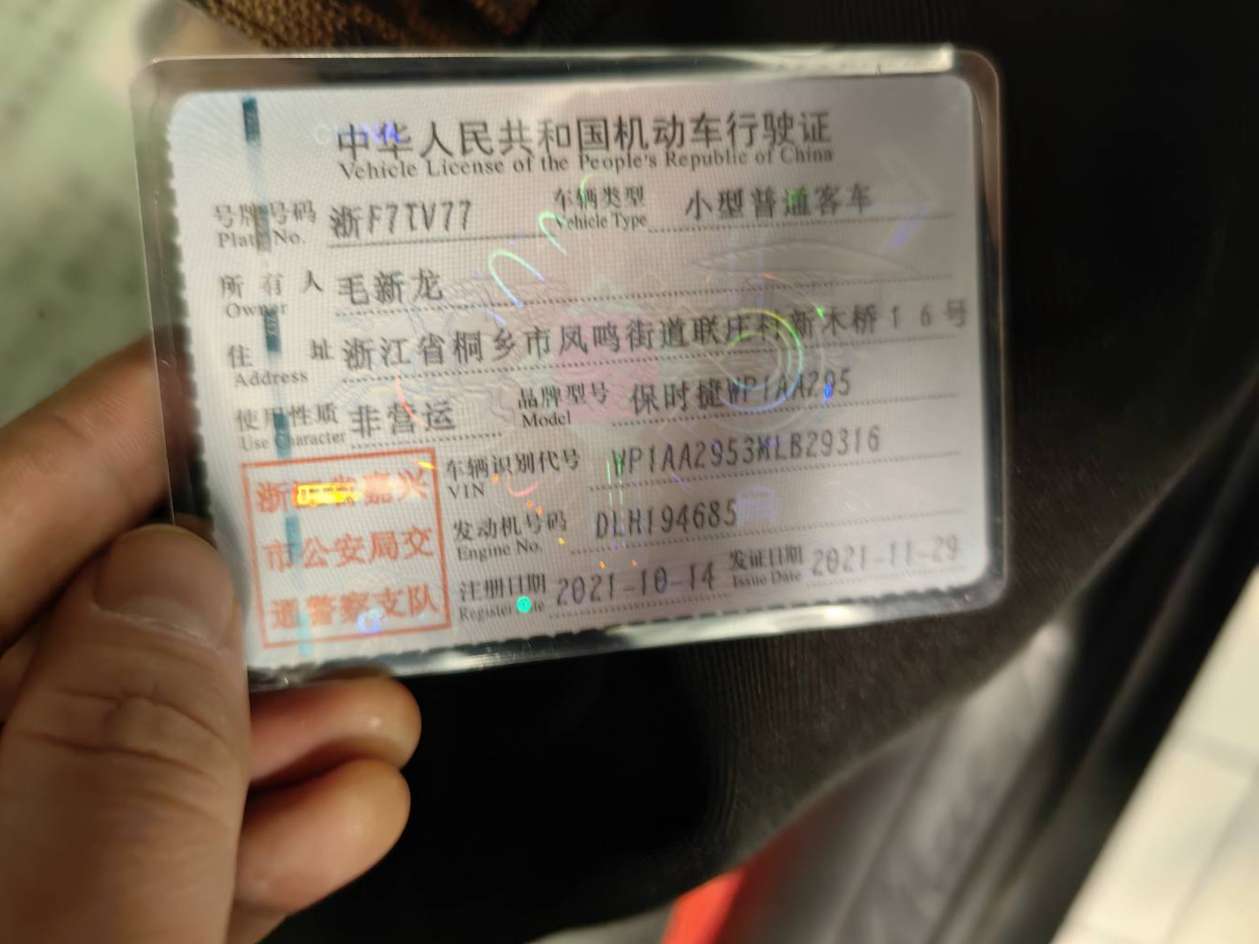 中华人民共和国机动车行驶证
Vehicle License of the People's Republic of China
号牌号码 浙F7TV77 车辆类型 小型普通客车
Plate No. Vehicle Type
所有人 毛新龙
Owner
住址 浙江省桐乡市凤鸣街道联庄村新木桥16号
Address
使用性质 非营运 品牌型号 保时捷WP1AA295
Use Character Model
车辆识别代号 WP1AA2953MLB29316
VIN
发动机号码 DLH194685
Engine No.
注册日期 2021-10-14 发证日期 2021-11-29
Register Date Issue Date
浙江省嘉兴
市公安局交
通警察支队